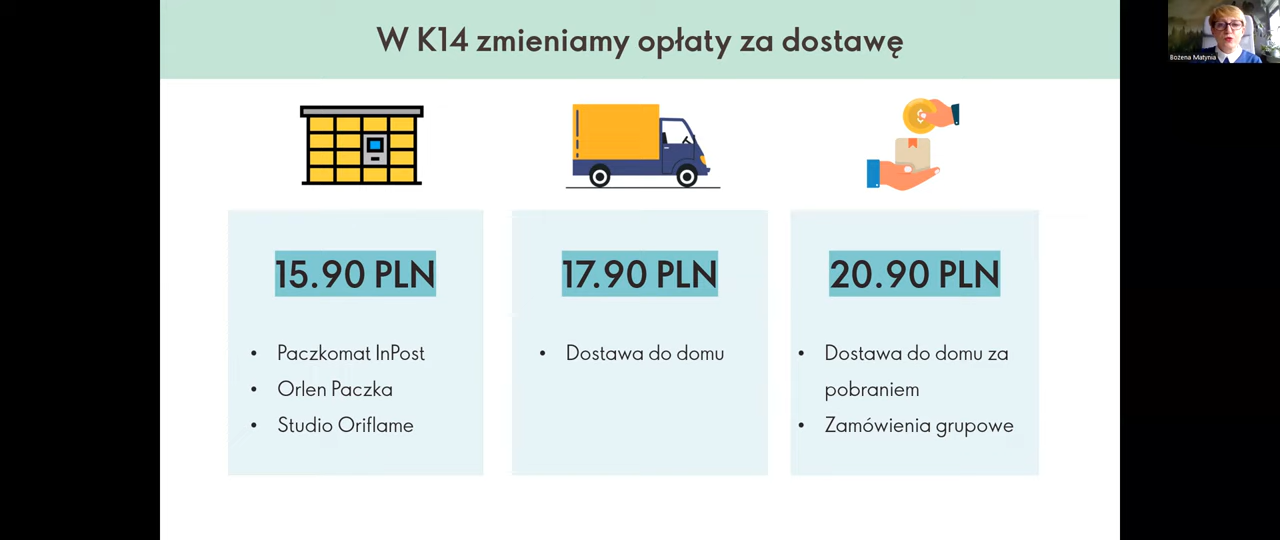 W K14 zmieniamy opłaty za dostawę
Bożena Matynia
15.90 PLN
• Paczkomat InPost
• Orlen Paczka
• Studio Oriflame
17.90 PLN
• Dostawa do domu
20.90 PLN
• Dostawa do domu za
pobraniem
• Zamówienia grupowe